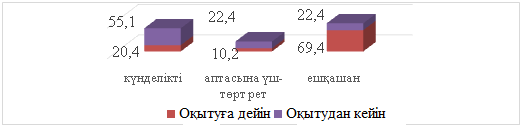 55,1
22,4
22,4
20,4
10,2
69,4
күнделікті
аптасына үш-
төрт рет
ешқашан
Оқытуға дейін
Оқытудан кейін